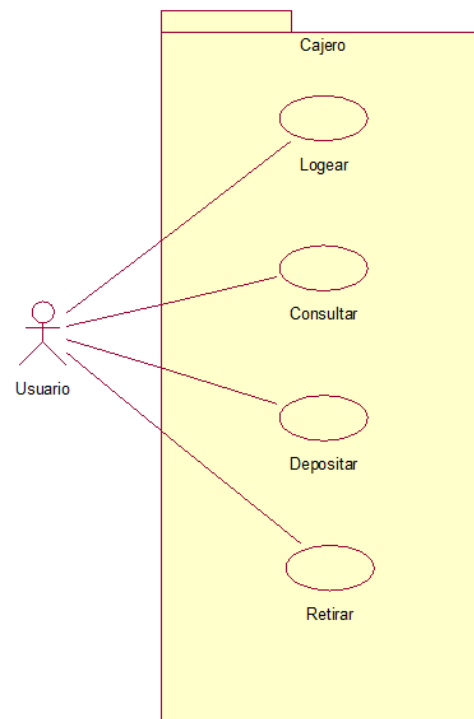 Cajero
Logear
Consultar
Usuario
Depositar
Retirar